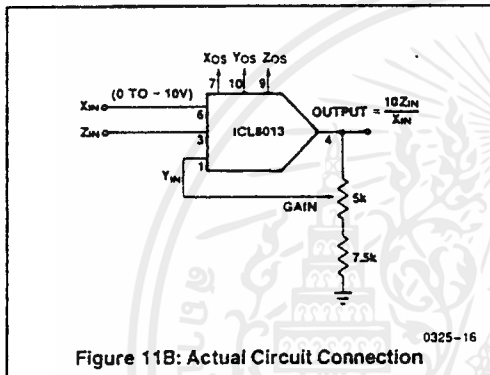 XOS YOS ZOS
7 10 9
(0 TO - 10V)
XIN
6
ZIN
3
ICL8013
4
OUTPUT = 10ZIN
XIN
1
YIN
GAIN
5k
7.5k
0325-16
Figure 11B: Actual Circuit Connection